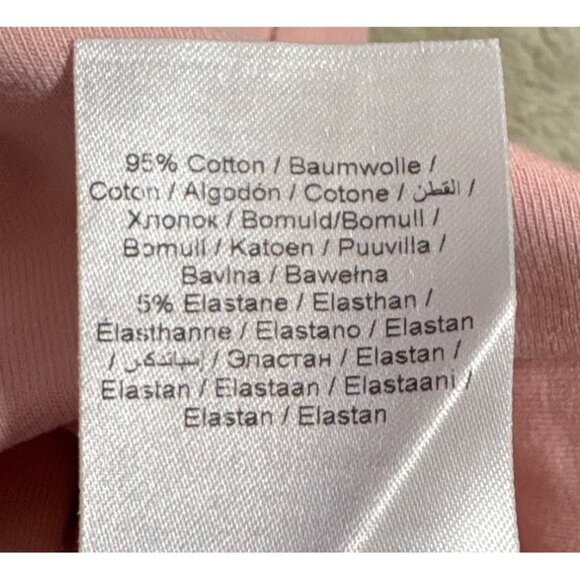 95% Cotton / Baumwolle /
Coton / Algodón / Cotone / القطن /
Хлопок / Bomuld/Bomull /
Bomull / Katoen / Puuvilla /
Bavlna / Bawełna
5% Elastane / Elasthan /
Élasthanne / Elastano / Elastan
/ إسباندكس / Эластан / Elastan /
Elastan / Elastaan / Elastaani /
Elastan / Elastan